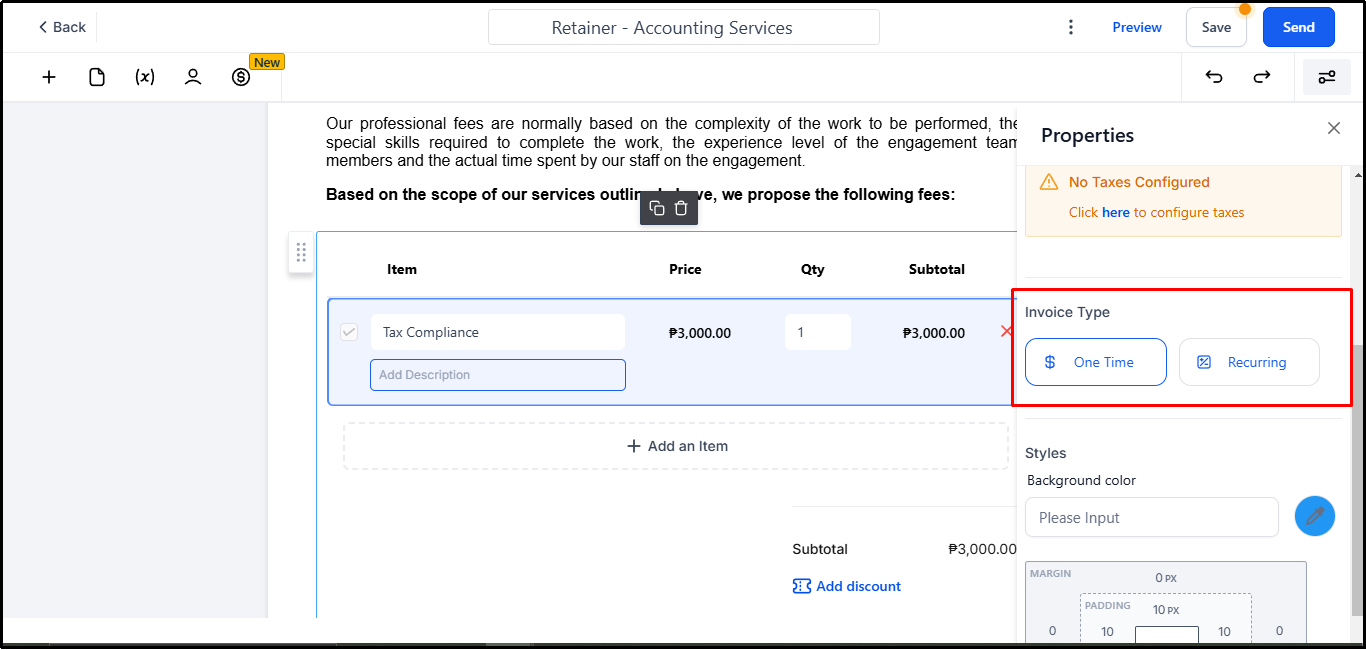 Back
Retainer - Accounting Services
Preview
Save
Send
New
Our professional fees are normally based on the complexity of the work to be performed, the
special skills required to complete the work, the experience level of the engagement team
members and the actual time spent by our staff on the engagement.
Based on the scope of our services outlined above, we propose the following fees:
Item Price Qty Subtotal
Tax Compliance ₱3,000.00 1 ₱3,000.00
Add Description
+ Add an Item
Subtotal ₱3,000.00
Add discount
Properties
No Taxes Configured
Click here to configure taxes
Invoice Type
$ One Time
Recurring
Styles
Background color
Please Input
MARGIN
0 PX
PADDING
10 PX
0 10 10 0